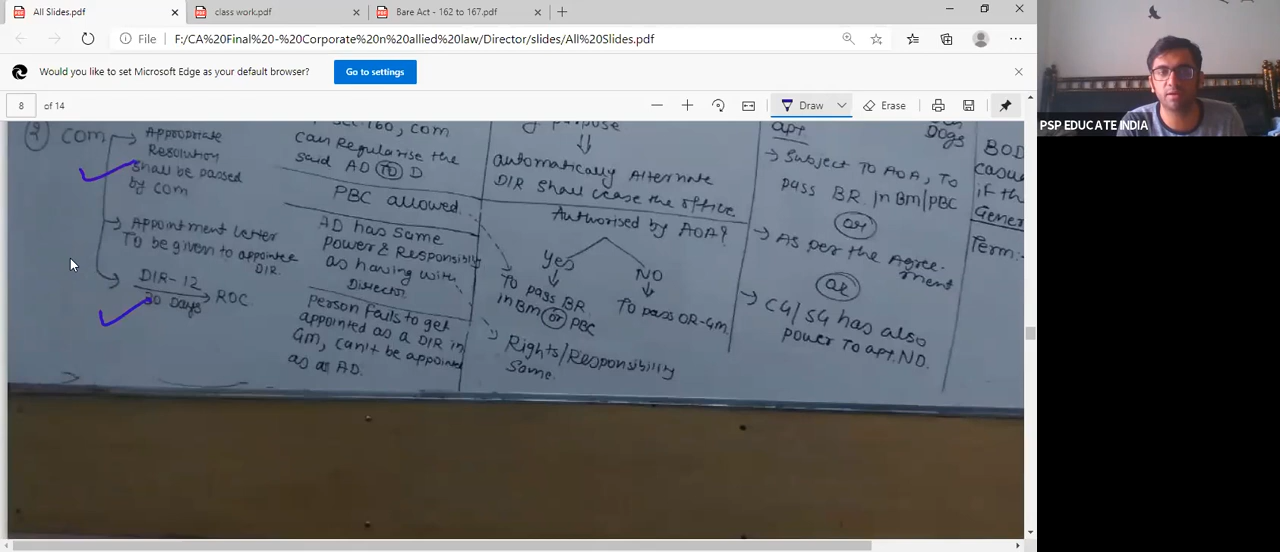 All Slides.pdf
class work.pdf
Bare Act - 162 to 167.pdf
File
F:/CA%20Final%20-%20Corporate%20n%20allied%20law/Director/slides/All%20Slides.pdf
Would you like to set Microsoft Edge as your default browser?
Go to settings
8 of 14
Draw
Erase
PSP EDUCATE INDIA
Com
Appropriate
Resolution
shall be passed
by com
Appointment letter
To be given to appointee
DIR.
DIR-12
30 Days
ROC
Sec-160, com
can Regularise the
said AD TO D
PBC allowed
AD has same
power & Responsibily
as having with
Director
person fails to get
appointed as a DIR in
Gm, can't be appointed
as an AD.
purpose
automatically Alternate
DIR shall cease the office
Authorised by AOA?
Yes
NO
To pass BR
in Bm or PBC
To pass OR-Gm.
Rights/Responsibility
Same.
apt.
Dogs
Subject To AOA, To
pass BR in Bm/PBC
or
As per the Agree-
ment
OR
CG/SG has also
power To apt. ND.
BOD
casu
if th
Gener
Term:-